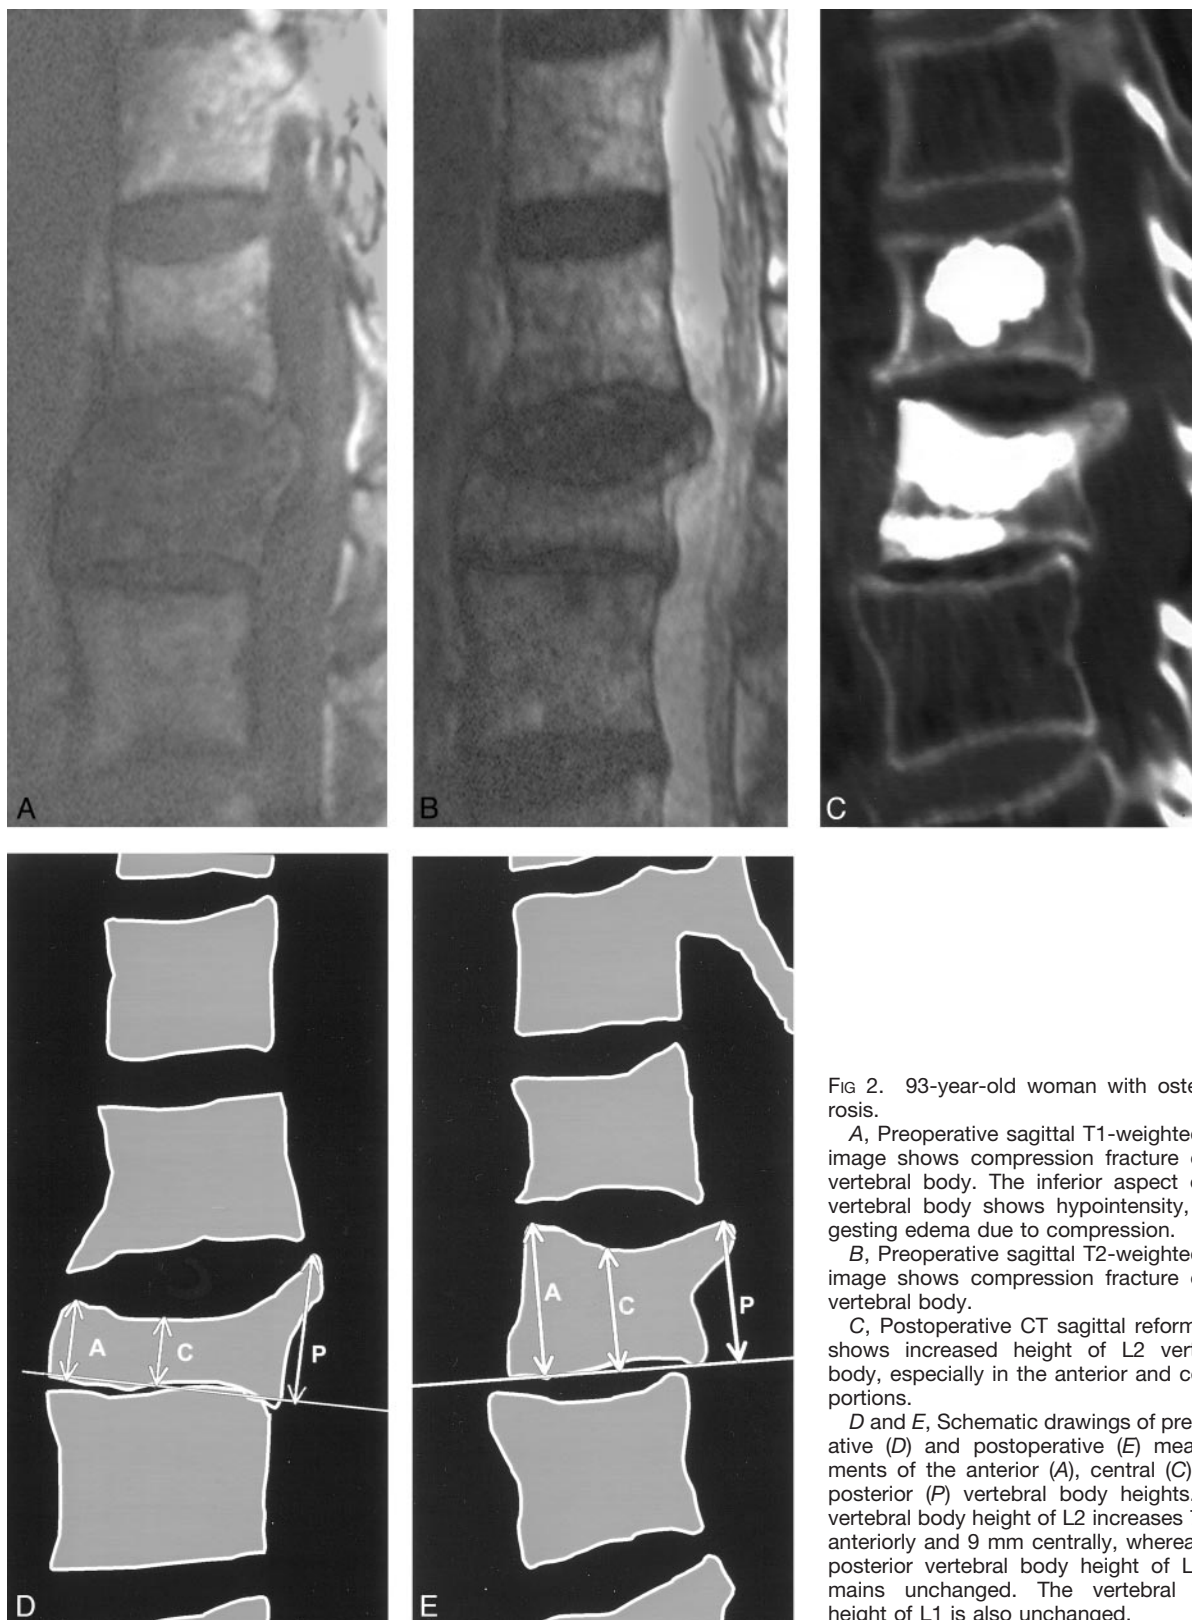 A
B
C
A
C
P
D
A
C
P
E
FIG 2. 93-year-old woman with oste
rosis.
A, Preoperative sagittal T1-weighted
image shows compression fracture
vertebral body. The inferior aspect
vertebral body shows hypointensity,
gesting edema due to compression.
B, Preoperative sagittal T2-weighted
image shows compression fracture
vertebral body.
C, Postoperative CT sagittal reform
shows increased height of L2 vert
body, especially in the anterior and
portions.
D and E, Schematic drawings of pre
ative (D) and postoperative (E) mea
ments of the anterior (A), central (C)
posterior (P) vertebral body heights.
vertebral body height of L2 increases
anteriorly and 9 mm centrally, wherea
posterior vertebral body height of L
mains unchanged. The vertebral
height of L1 is also unchanged.